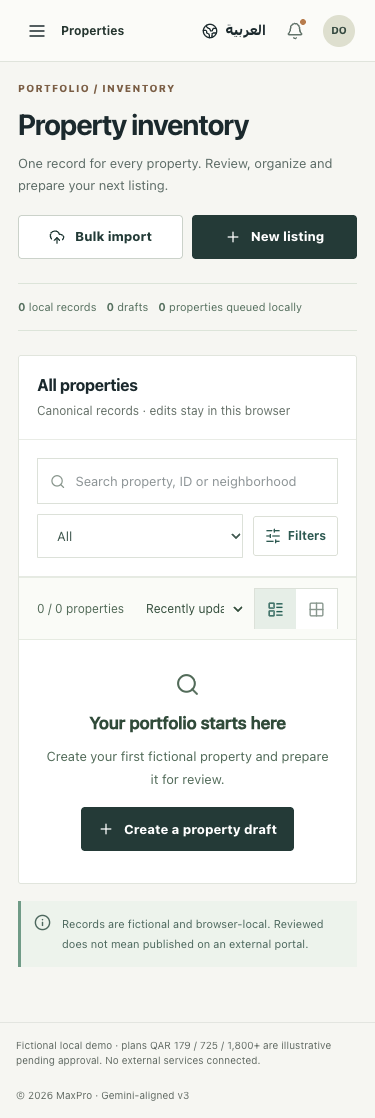 Properties
العربية
DO
PORTFOLIO / INVENTORY
Property inventory
One record for every property. Review, organize and
prepare your next listing.
Bulk import
New listing
0 local records 0 drafts 0 properties queued locally
All properties
Canonical records · edits stay in this browser
Search property, ID or neighborhood
All
Filters
0 / 0 properties
Recently upda
Your portfolio starts here
Create your first fictional property and prepare
it for review.
Create a property draft
Records are fictional and browser-local. Reviewed
does not mean published on an external portal.
Fictional local demo · plans QAR 179 / 725 / 1,800+ are illustrative
pending approval. No external services connected.
© 2026 MaxPro · Gemini-aligned v3